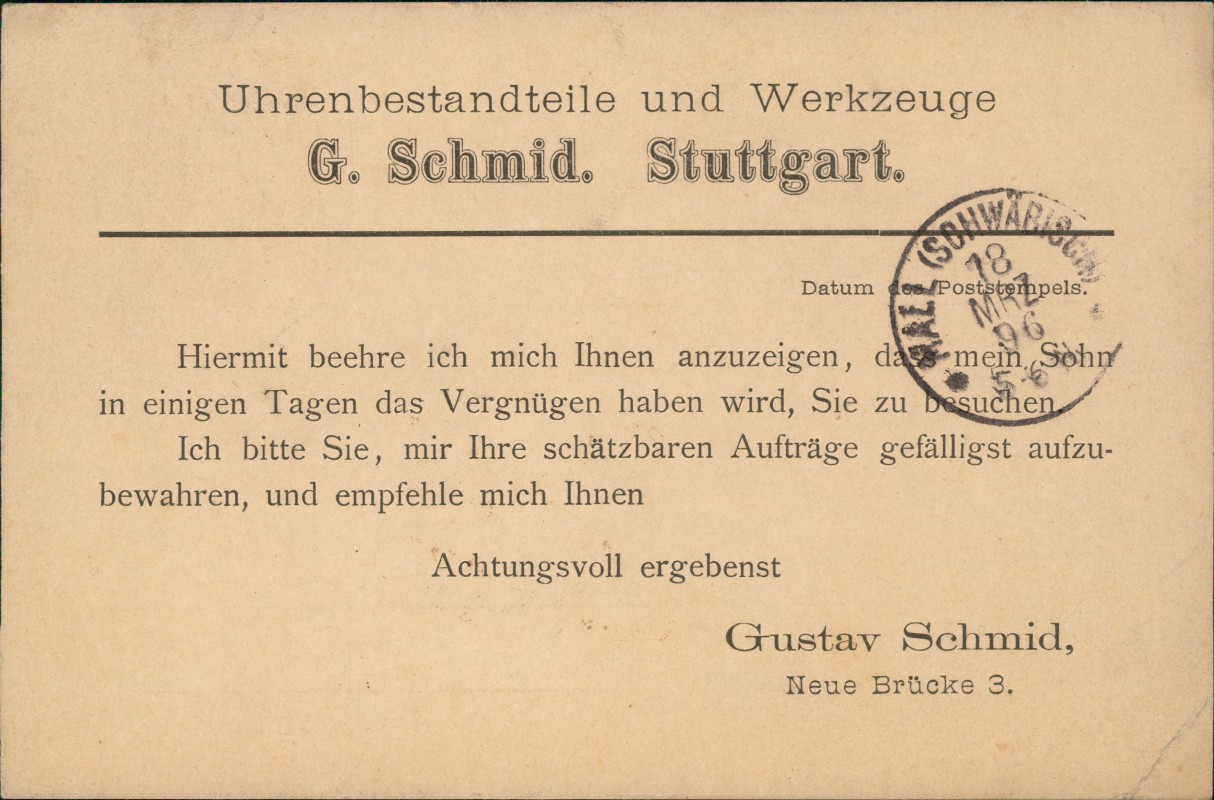 Uhrenbestandteile und Werkzeuge
G. Schmid. Stuttgart.
HALL (SCHWÄBISCH)
18
MRZ
96
5-6
Datum des Poststempels.
Hiermit beehre ich mich Ihnen anzuzeigen, dass mein Sohn
in einigen Tagen das Vergnügen haben wird, Sie zu besuchen.
Ich bitte Sie, mir Ihre schätzbaren Aufträge gefälligst aufzu-
bewahren, und empfehle mich Ihnen
Achtungsvoll ergebenst
Gustav Schmid,
Neue Brücke 3.